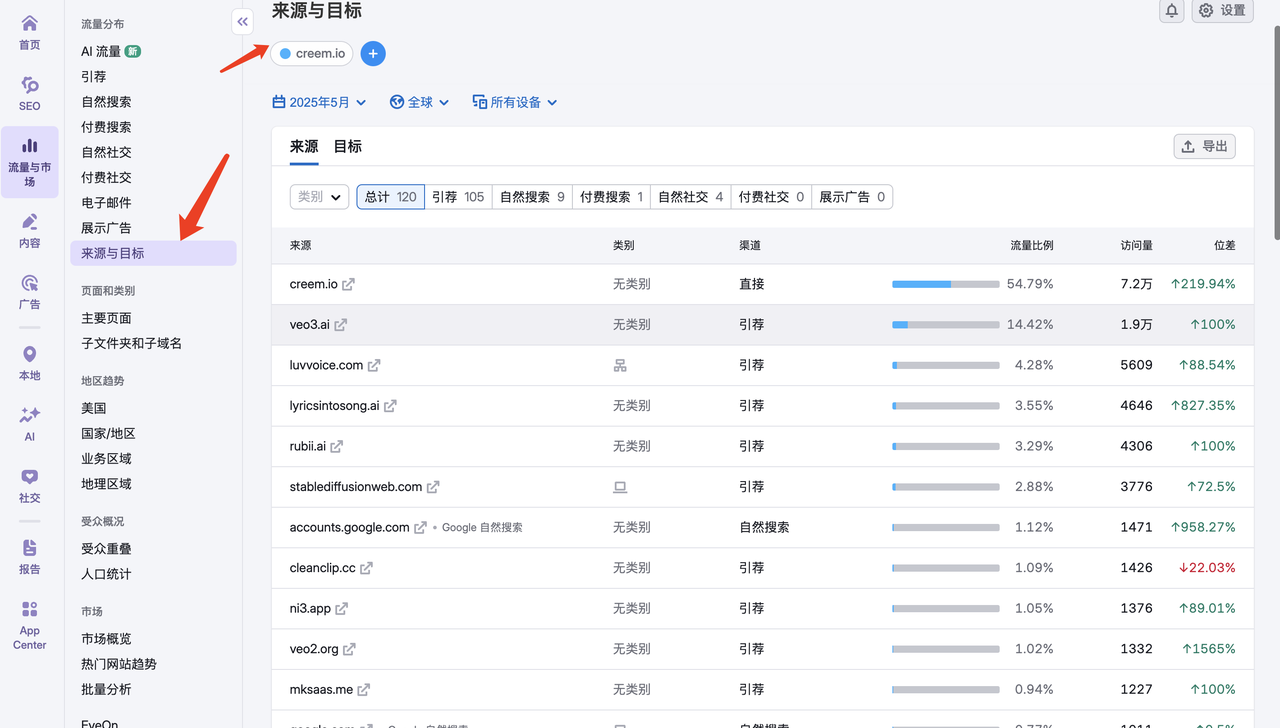 首页
SEO
流量与市
场
内容
广告
本地
AI
社交
报告
App
Center
流量分布
AI 流量 新
引荐
自然搜索
付费搜索
自然社交
付费社交
电子邮件
展示广告
来源与目标
页面和类别
主要页面
子文件夹和子域名
地区趋势
美国
国家/地区
业务区域
地理区域
受众概况
受众重叠
人口统计
市场
市场概览
热门网站趋势
批量分析
EyeOn
来源与目标
设置
creem.io
2025年5月 全球 所有设备
来源 目标
导出
类别 总计 120 引荐 105 自然搜索 9 付费搜索 1 自然社交 4 付费社交 0 展示广告 0
来源 类别 渠道 流量比例 访问量 位差
creem.io 无类别 直接 54.79% 7.2万 ↑219.94%
veo3.ai 无类别 引荐 14.42% 1.9万 ↑100%
luvvoice.com 引荐 4.28% 5609 ↑88.54%
lyricsintosong.ai 无类别 引荐 3.55% 4646 ↑827.35%
rubii.ai 无类别 引荐 3.29% 4306 ↑100%
stablediffusionweb.com 引荐 2.88% 3776 ↑72.5%
accounts.google.com • Google 自然搜索 无类别 自然搜索 1.12% 1471 ↑958.27%
cleanclip.cc 无类别 引荐 1.09% 1426 ↓22.03%
ni3.app 无类别 引荐 1.05% 1376 ↑89.01%
veo2.org 无类别 引荐 1.02% 1332 ↑1565%
mksaas.me 无类别 引荐 0.94% 1227 ↑100%